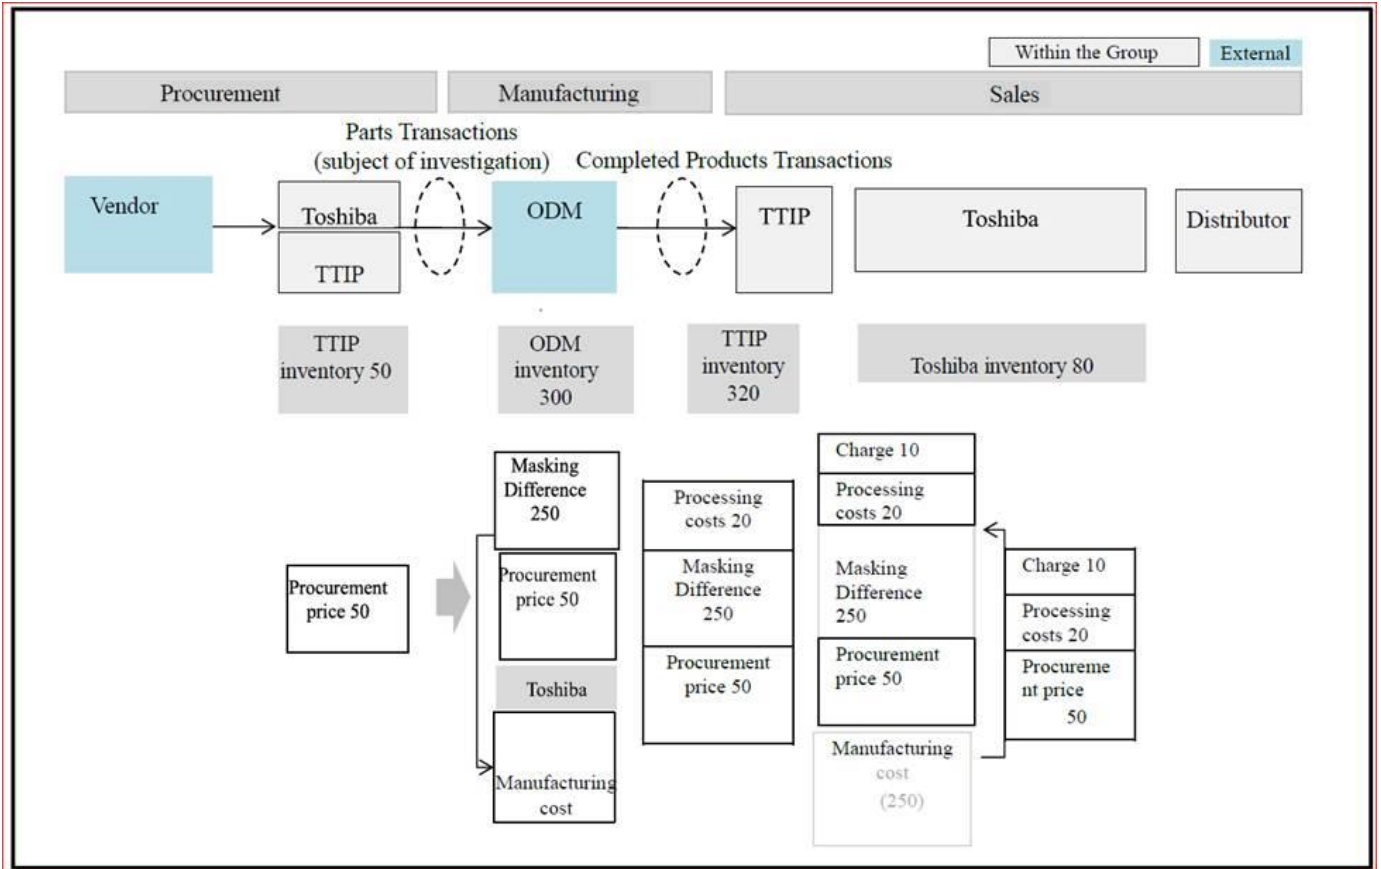 Within the Group
External
Procurement
Manufacturing
Sales
Parts Transactions
(subject of investigation)
Completed Products Transactions
Vendor
Toshiba
TTIP
ODM
TTIP
Toshiba
Distributor
TTIP
inventory 50
ODM
inventory
300
TTIP
inventory
320
Toshiba inventory 80
Procurement
price 50
Masking
Difference
250
Procurement
price 50
Toshiba
Manufacturing
cost
Processing
costs 20
Masking
Difference
250
Procurement
price 50
Charge 10
Processing
costs 20
Masking
Difference
250
Procurement
price 50
Manufacturing
cost
(250)
Charge 10
Processing
costs 20
Procureme
nt price
50